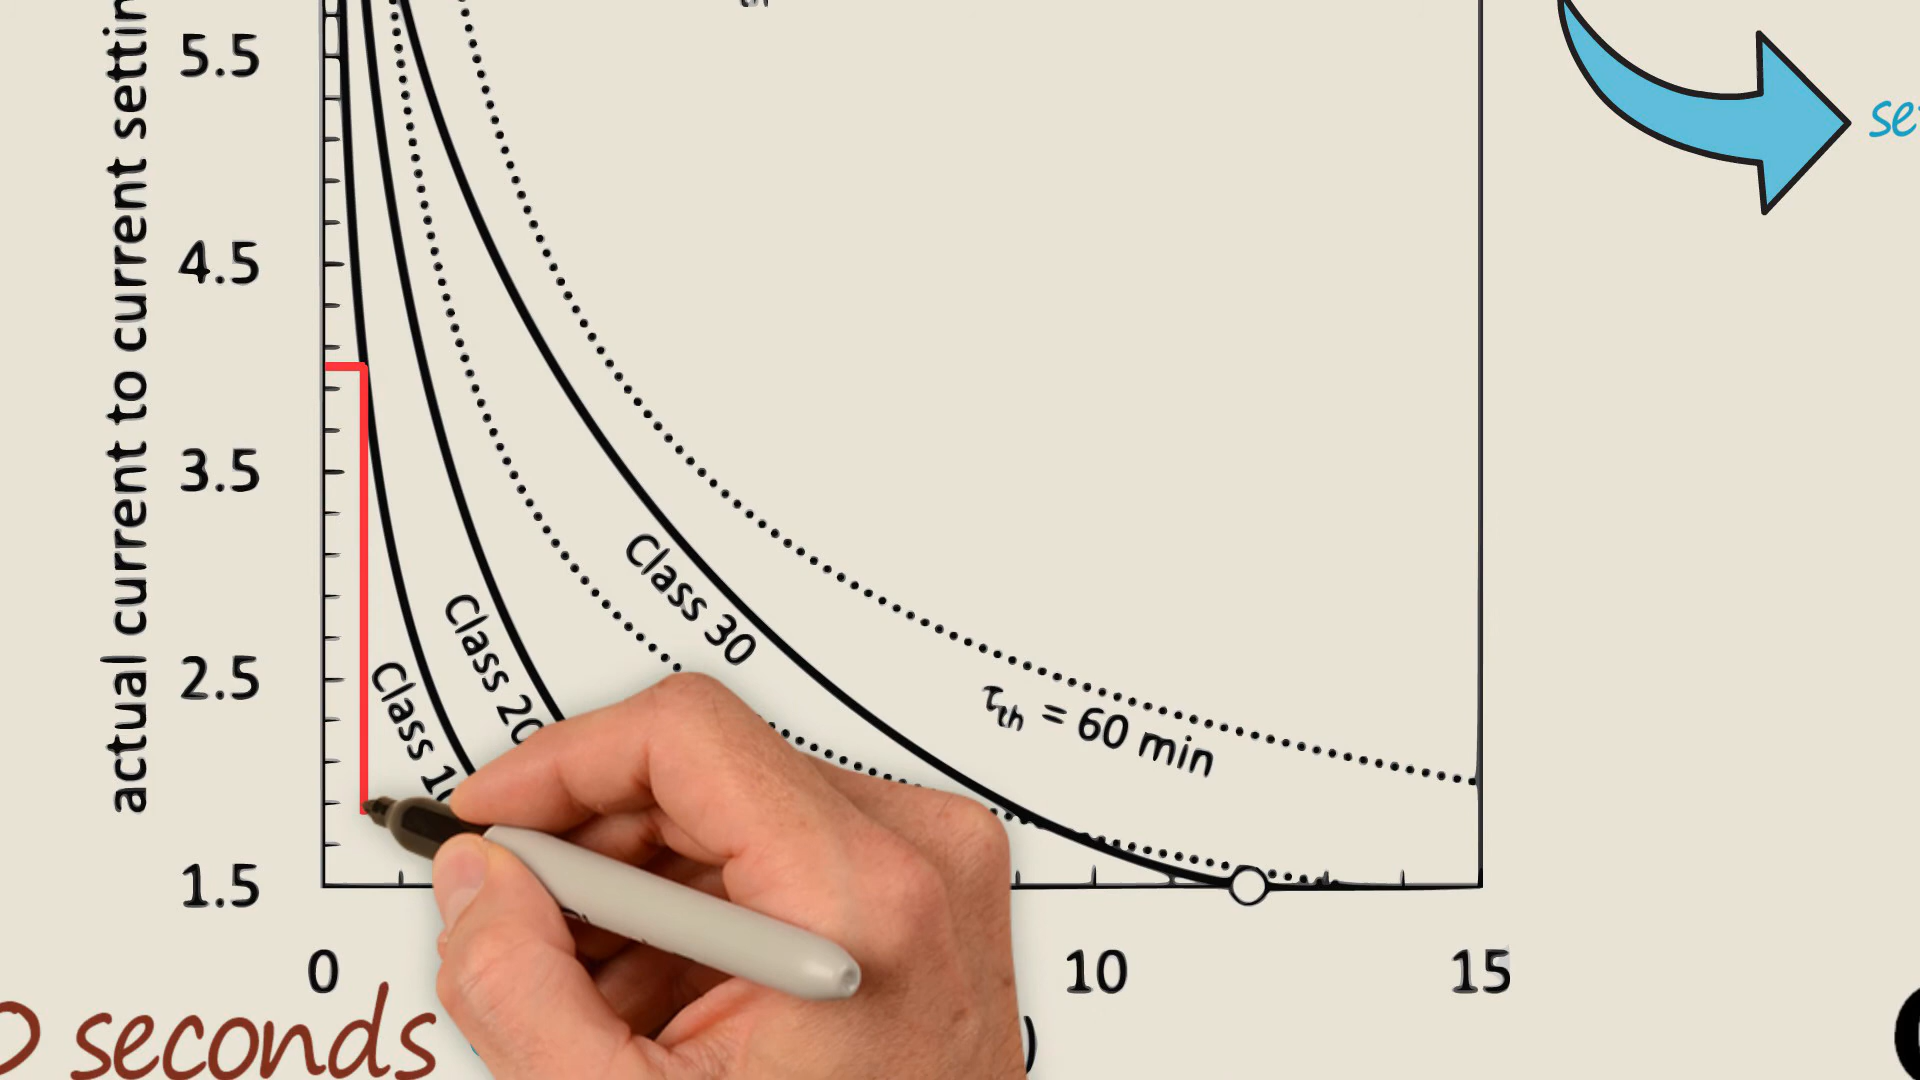 actual current to current settin
5.5
4.5
3.5
2.5
1.5
0
10
15
Class 10
Class 20
Class 30
τth = 60 min
seconds
se
)